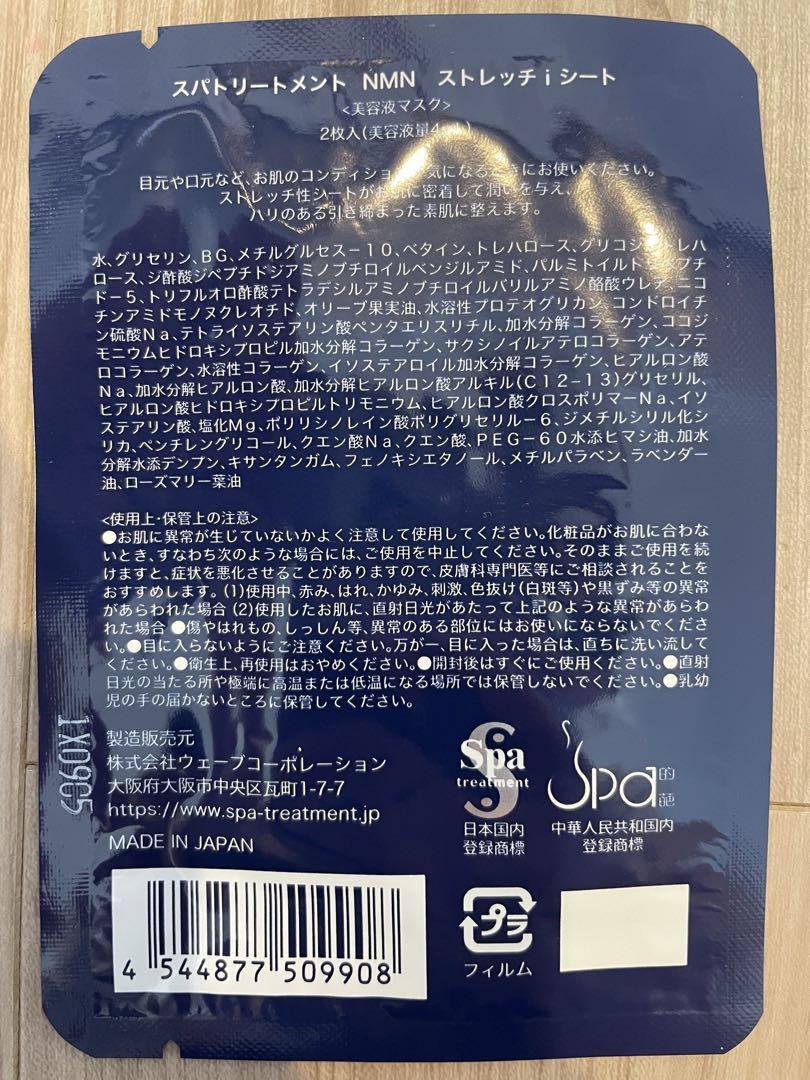 スパトリートメント NMN ストレッチｉシート
<美容液マスク>
2枚入(美容液量4
目元や口元など、お肌のコンディショ 気になるときにお使いください。
ストレッチ性シートがお肌に密着して潤いを与え、
ハリのある引き締まった素肌に整えます。
水、グリセリン、BG、メチルグルセス－10、ベタイン、トレハロース、グリコシ トレハ
ロース、ジ酢酸ジペプチドジアミノブチロイルベンジルアミド、パルミトイルト プチ
ド－5、トリフルオロ酢酸テトラデシルアミノブチロイルバリルアミノ酪酸ウレア、ニコ
チンアミドモノヌクレオチド、オリーブ果実油、水溶性プロテオグリカン、コンドロイチ
ン硫酸Na、テトライソステアリン酸ペンタエリスリチル、加水分解コラーゲン、ココジ
モニウムヒドロキシプロピル加水分解コラーゲン、サクシノイルアテロコラーゲン、アテ
ロコラーゲン、水溶性コラーゲン、イソステアロイル加水分解コラーゲン、ヒアルロン酸
Na、加水分解ヒアルロン酸、加水分解ヒアルロン酸アルキル(C12－13)グリセリル、
ヒアルロン酸ヒドロキシプロピルトリモニウム、ヒアルロン酸クロスポリマーNa、イソ
ステアリン酸、塩化Mg、ポリリシノレイン酸ポリグリセリル－6、ジメチルシリル化シ
リカ、ペンチレングリコール、クエン酸Na、クエン酸、PEG－60水添ヒマシ油、加水
分解水添デンプン、キサンタンガム、フェノキシエタノール、メチルパラベン、ラベンダー
油、ローズマリー葉油
<使用上・保管上の注意>
●お肌に異常が生じていないかよく注意して使用してください。化粧品がお肌に合わな
いとき、すなわち次のような場合には、ご使用を中止してください。そのままご使用を続
けますと、症状を悪化させることがありますので、皮膚科専門医等にご相談されることを
おすすめします。(1)使用中、赤み、はれ、かゆみ、刺激、色抜け(白斑等)や黒ずみ等の異常
があらわれた場合 (2)使用したお肌に、直射日光があたって上記のような異常があらわ
れた場合 ●傷やはれもの、しっしん等、異常のある部位にはお使いにならないでくださ
い。●目に入らないようにご注意ください。万が一、目に入った場合は、直ちに洗い流して
ください。●衛生上、再使用はおやめください。●開封後はすぐにご使用ください。●直射
日光の当たる所や極端に高温または低温になる場所では保管しないでください。●乳幼
児の手の届かないところに保管してください。
1X09GS
製造販売元
株式会社ウェーブコーポレーション
大阪府大阪市中央区瓦町1-7-7
https://www.spa-treatment.jp
MADE IN JAPAN
S
Spa
treatment
日本国内
登録商標
Spa的
中華人民共和国内
登録商標
4 544877 509908
プラ
フィルム